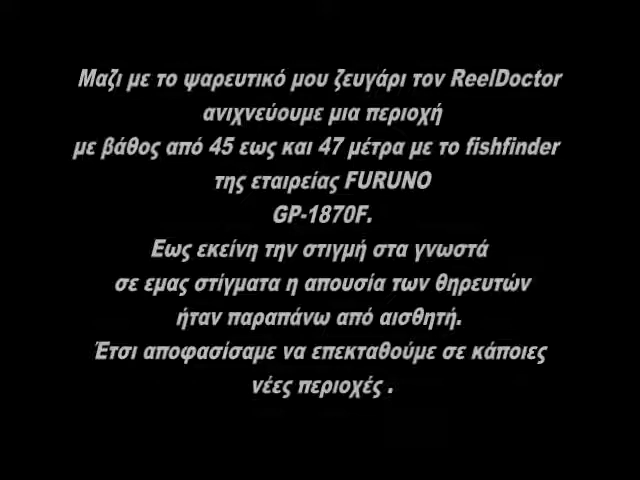 Μαζι με το ψαρευτικό μου ζευγάρι τον ReelDoctor
ανιχνεύουμε μια περιοχή
με βάθος από 45 εως και 47 μέτρα με το fishfinder
της εταιρείας FURUNO
GP-1870F.
Εως εκείνη την στιγμή στα γνωστά
σε εμας στίγματα η απουσία των θηρευτών
ήταν παραπάνω από αισθητή.
Έτσι αποφασίσαμε να επεκταθούμε σε κάποιες
νέες περιοχές .